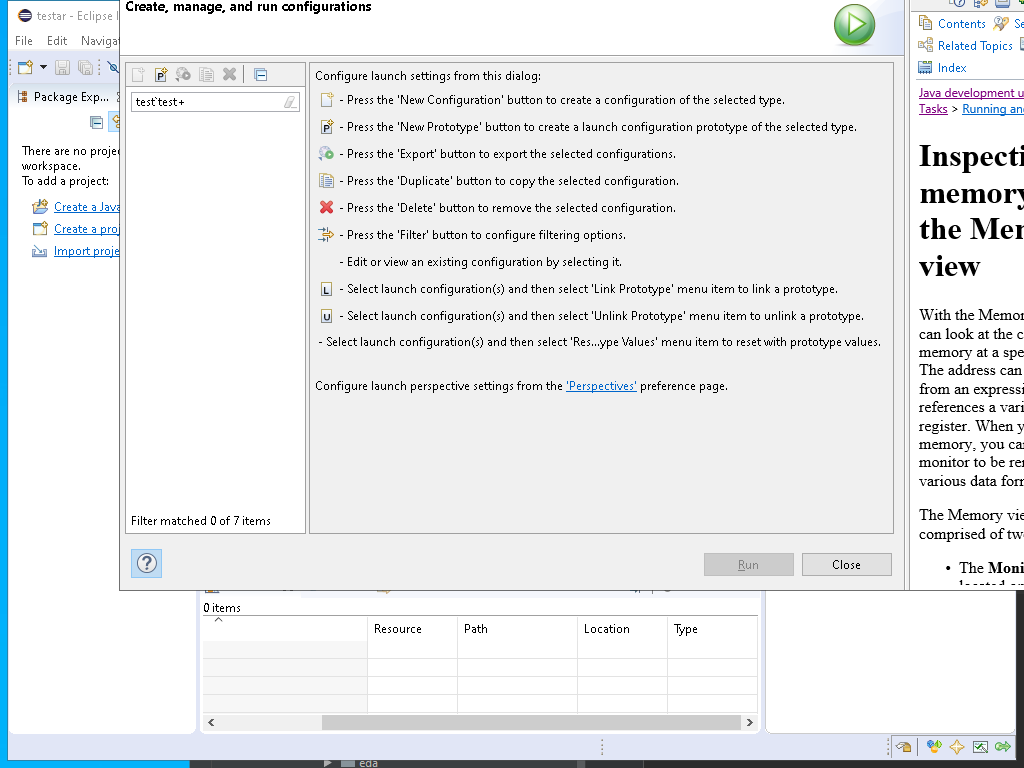 Create, manage, and run configurations
testar - Eclipse
File Edit Naviga
Package Exp...
There are no proje
workspace.
To add a project:
Create a Java
Create a proj
Import proje
test`test+
Filter matched 0 of 7 items
Configure launch settings from this dialog:
- Press the 'New Configuration' button to create a configuration of the selected type.
- Press the 'New Prototype' button to create a launch configuration prototype of the selected type.
- Press the 'Export' button to export the selected configurations.
- Press the 'Duplicate' button to copy the selected configuration.
- Press the 'Delete' button to remove the selected configuration.
- Press the 'Filter' button to configure filtering options.
- Edit or view an existing configuration by selecting it.
L - Select launch configuration(s) and then select 'Link Prototype' menu item to link a prototype.
U - Select launch configuration(s) and then select 'Unlink Prototype' menu item to unlink a prototype.
- Select launch configuration(s) and then select 'Res...ype Values' menu item to reset with prototype values.
Configure launch perspective settings from the 'Perspectives' preference page.
Run
Close
Contents Se
Related Topics
Index
Java development u
Tasks > Running and
Inspecti
memory
the Mem
view
With the Memor
can look at the c
memory at a spe
The address can
from an expressi
references a vari
register. When y
memory, you ca
monitor to be re
various data form
The Memory vie
comprised of tw
• The Moni
0 items
Resource Path Location Type
eda